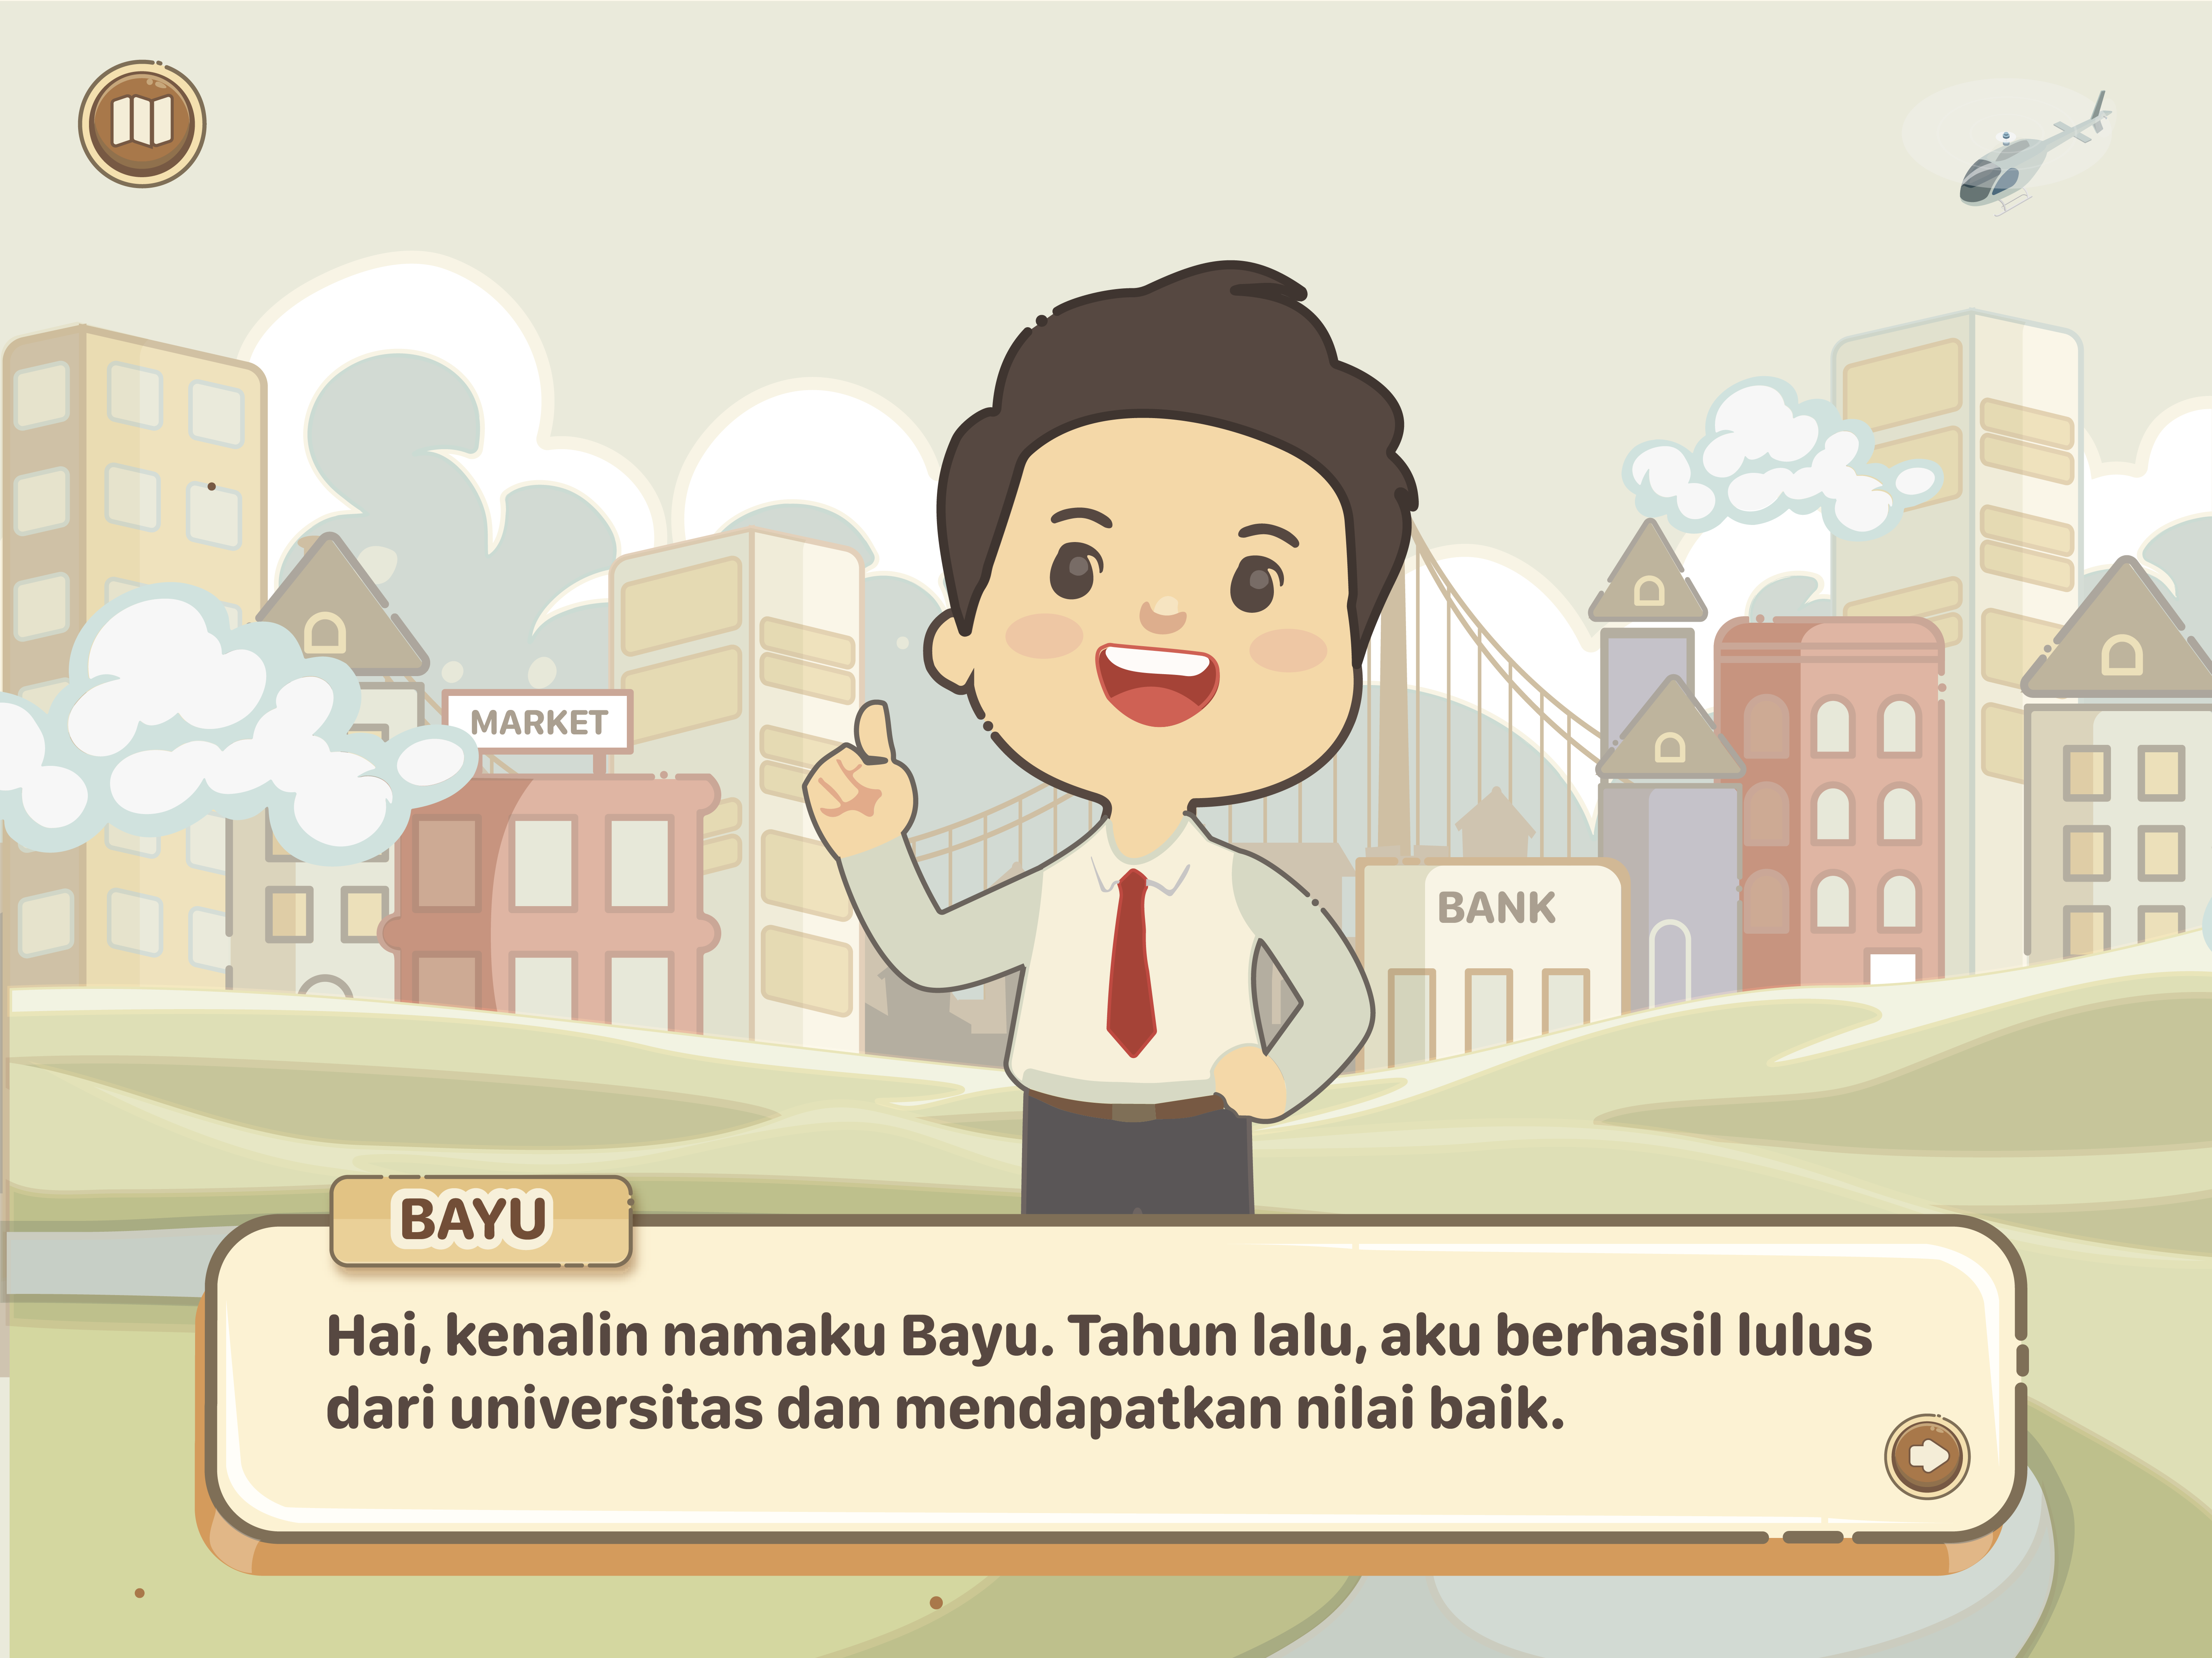 MARKET
BANK
BAYU
Hai, kenalin namaku Bayu. Tahun lalu, aku berhasil lulus
dari universitas dan mendapatkan nilai baik.